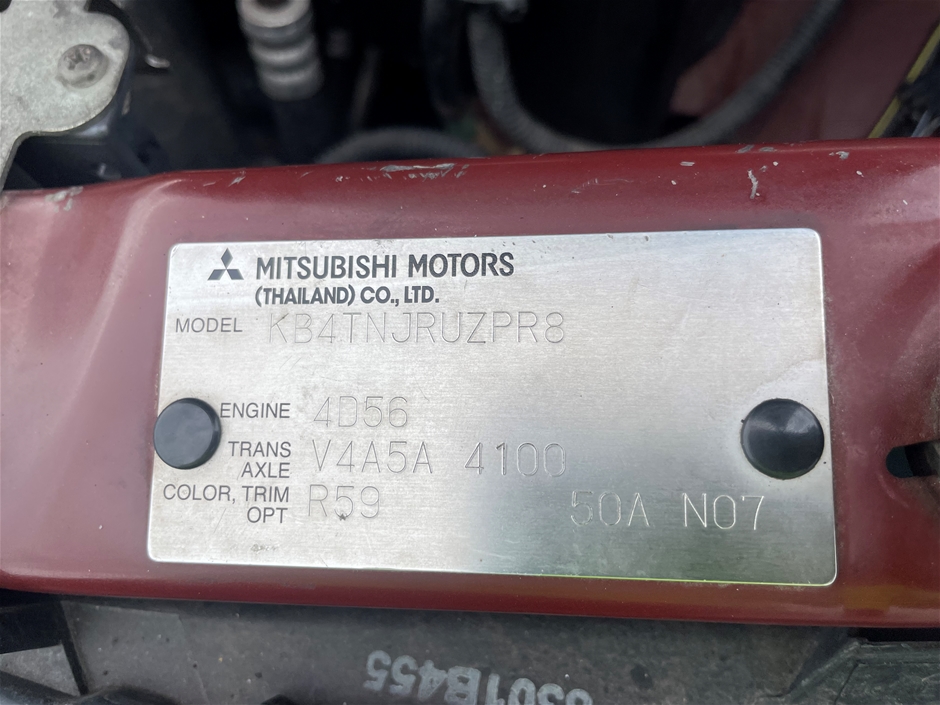 MITSUBISHI MOTORS
(THAILAND) CO., LTD.
MODEL KB4TNJRUZPR8
ENGINE 4D56
TRANS AXLE V4A5A 4100
COLOR, TRIM OPT R59 50A N07
8301B455